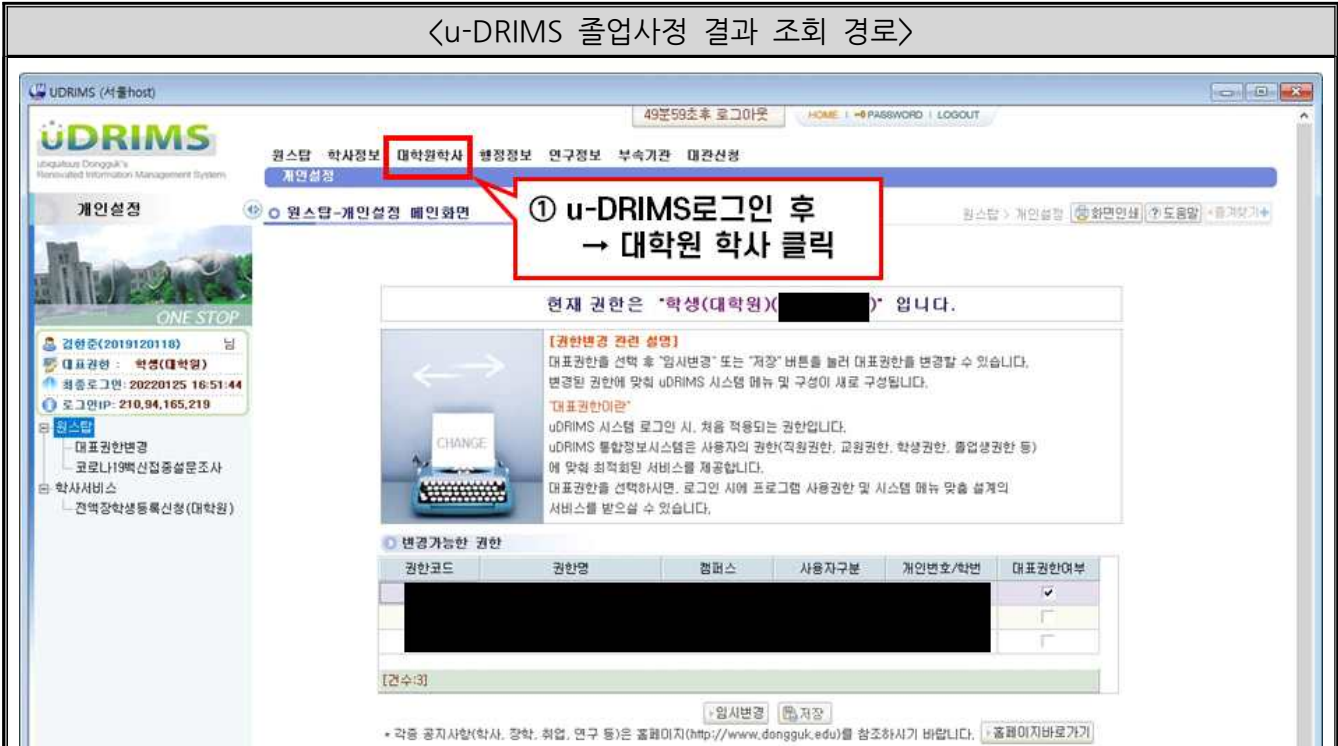 <u-DRIMS 졸업사정 결과 조회 경로>
UDRIMS (서울host)
49분59초후 로그아웃 HOME | PASSWORD | LOGOUT
uDRIMS
Ubiquitous Dongguk's
Renovated Information Management System
원스탑 학사정보 대학원학사 행정정보 연구정보 부속기관 대관신청
개인설정
개인설정
원스탑-개인설정 메인화면
원스탑 > 개인설정 화면인쇄 도움말 즐겨찾기
① u-DRIMS로그인 후
→ 대학원 학사 클릭
ONE STOP
현재 권한은 "학생(대학원)( )" 입니다.
김현준(2019120118) 님
대표권한 : 학생(대학원)
최종로그인: 20220125 16:51:44
로그인IP: 210,94,165,219
원스탑
대표권한변경
코로나19백신접종설문조사
학사서비스
전액장학생등록신청(대학원)
CHANGE
[권한변경 관련 설명]
대표권한을 선택 후 "임시변경" 또는 "저장" 버튼을 눌러 대표권한을 변경할 수 있습니다.
변경된 권한에 맞춰 uDRIMS 시스템 메뉴 및 구성이 새로 구성됩니다.
"대표권한이란"
uDRIMS 시스템 로그인 시, 처음 적용되는 권한입니다.
uDRIMS 통합정보시스템은 사용자의 권한(직원권한, 교원권한, 학생권한, 졸업생권한 등)
에 맞춰 최적화된 서비스를 제공합니다.
대표권한을 선택하시면, 로그인 시에 프로그램 사용권한 및 시스템 메뉴 맞춤 설계의
서비스를 받으실 수 있습니다.
변경가능한 권한
권한코드 권한명 캠퍼스 사용자구분 개인번호/학번 대표권한여부
[건수:3]
임시변경 저장
* 각종 공지사항(학사, 장학, 취업, 연구 등)은 홈페이지(http://www.dongguk.edu)를 참조하시기 바랍니다. 홈페이지바로가기